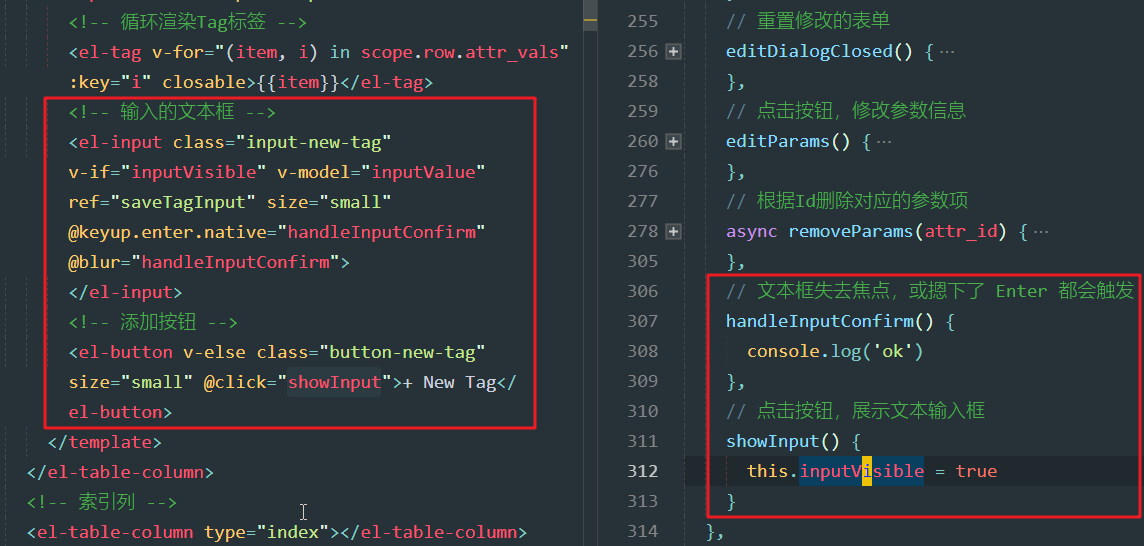 <!-- 循环渲染Tag标签 -->
<el-tag v-for="(item, i) in scope.row.attr_vals"
:key="i" closable>{{item}}</el-tag>
<!-- 输入的文本框 -->
<el-input class="input-new-tag"
v-if="inputVisible" v-model="inputValue"
ref="saveTagInput" size="small"
@keyup.enter.native="handleInputConfirm"
@blur="handleInputConfirm">
</el-input>
<!-- 添加按钮 -->
<el-button v-else class="button-new-tag"
size="small" @click="showInput">+ New Tag</
el-button>
</template>
</el-table-column>
<!-- 索引列 -->
<el-table-column type="index"></el-table-column>
255 // 重置修改的表单
256 editDialogClosed() {…
258 },
259 // 点击按钮，修改参数信息
260 editParams() {…
276 },
277 // 根据Id删除对应的参数项
278 async removeParams(attr_id) {…
305 },
306 // 文本框失去焦点，或摁下了 Enter 都会触发
307 handleInputConfirm() {
308 console.log('ok')
309 },
310 // 点击按钮，展示文本输入框
311 showInput() {
312 this.inputVisible = true
313 }
314 },